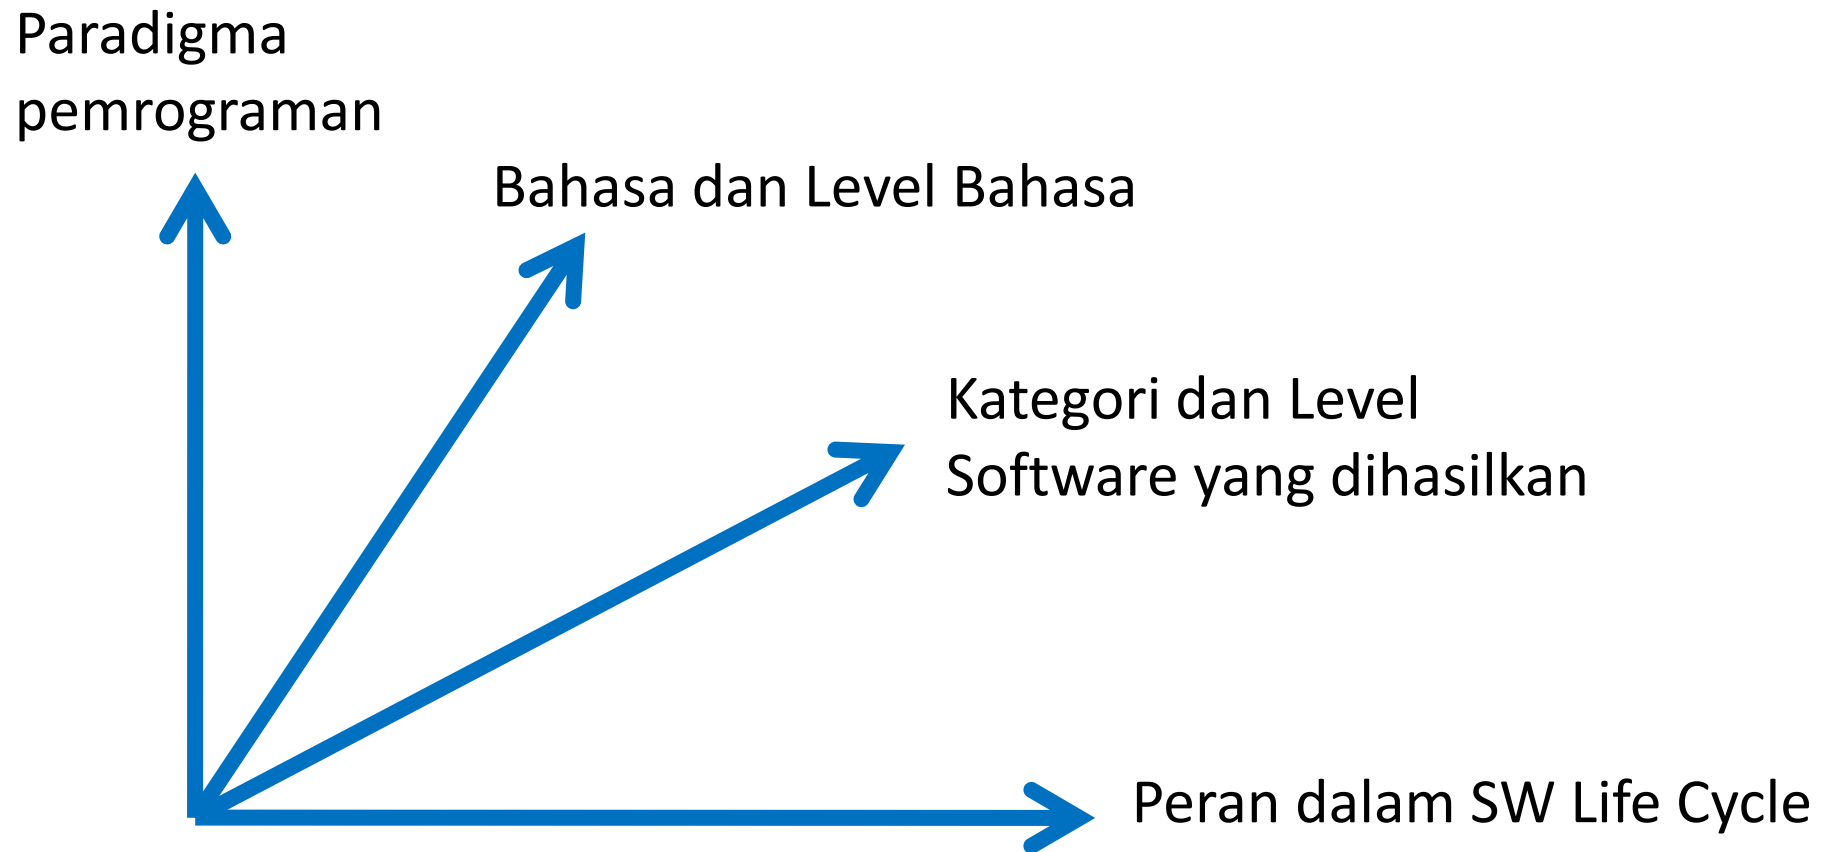 Paradigma
pemrograman
Bahasa dan Level Bahasa
Kategori dan Level
Software yang dihasilkan
Peran dalam SW Life Cycle